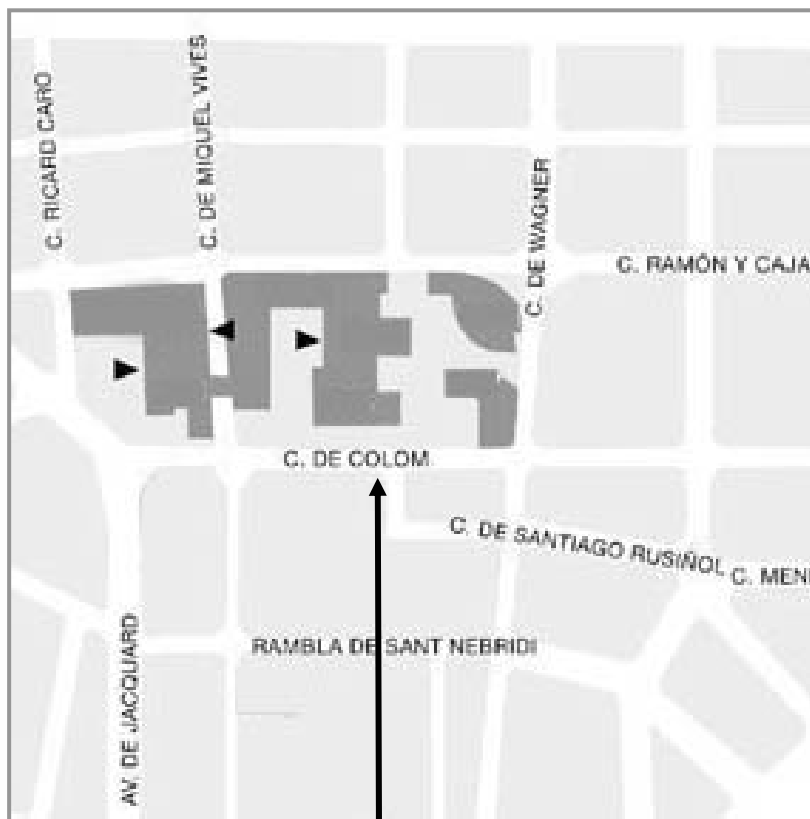 C. RICARD CARO
C. DE MIQUEL VIVES
C. DE WAGNER
C. RAMÓN Y CAJA
C. DE COLOM
C. DE SANTIAGO RUSIÑOL
C. MEN
RAMBLA DE SANT NEBRIDI
AV. DE JACQUARD